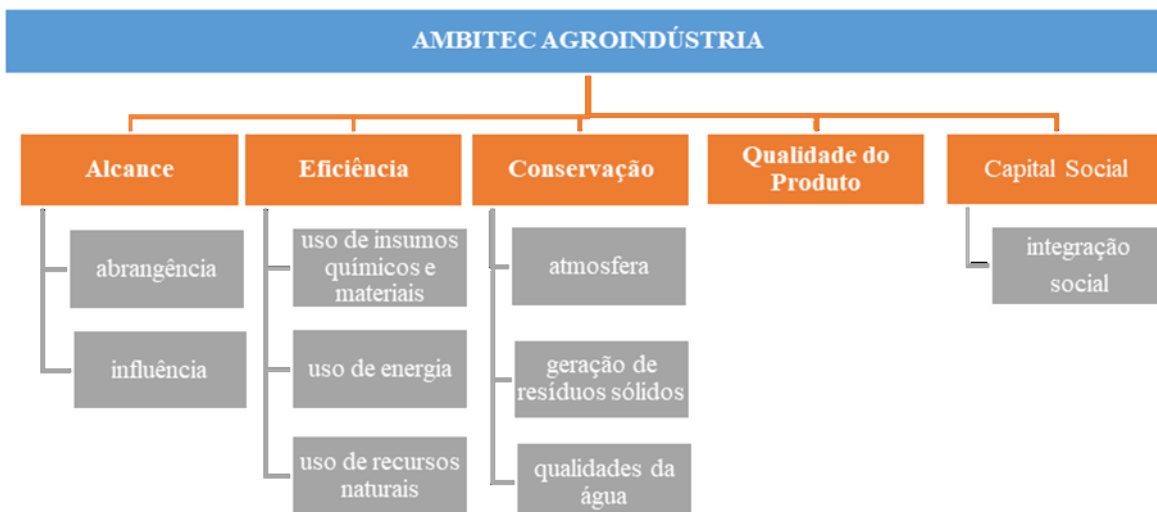 AMBITEC AGROINDÚSTRIA
Alcance
Eficiência
Conservação
Qualidade do
Produto
Capital Social
abrangência
influência
uso de insumos
químicos e
materiais
uso de energia
uso de recursos
naturais
atmosfera
geração de
resíduos sólidos
qualidades da
água
integração
social